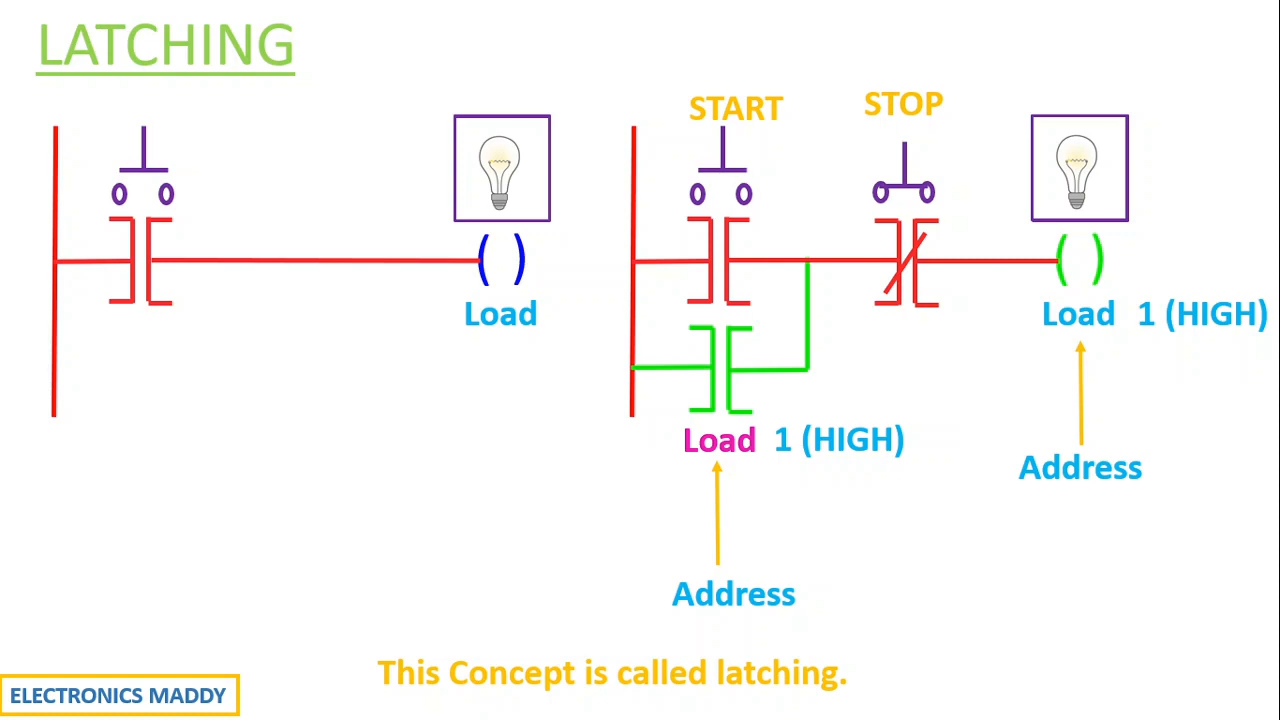 LATCHING
START
STOP
Load
Load 1 (HIGH)
Load 1 (HIGH)
Address
Address
This Concept is called latching.
ELECTRONICS MADDY